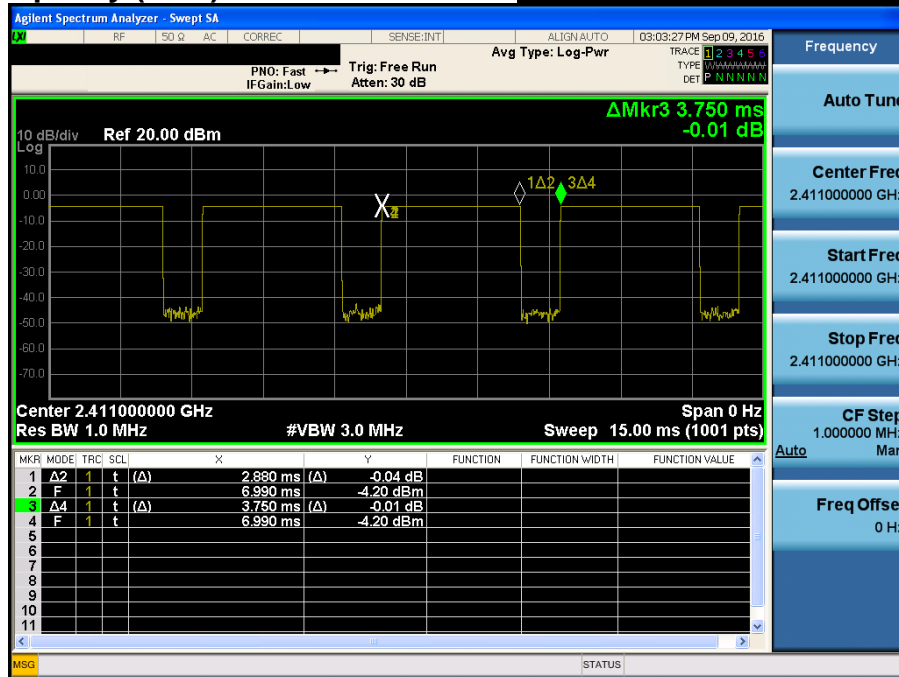 Agilent Spectrum Analyzer - Swept SA
LXI RF 50 Ω AC CORREC SENSE:INT ALIGN AUTO 03:03:27 PM Sep 09, 2016
PNO: Fast
IFGain:Low
Trig: Free Run
Atten: 30 dB
Avg Type: Log-Pwr
TRACE 1 2 3 4 5 6
TYPE
DET P N N N N N
ΔMkr3 3.750 ms
-0.01 dB
10 dB/div Ref 20.00 dBm
Log
10.0
0.00
-10.0
-20.0
-30.0
-40.0
-50.0
-60.0
-70.0
1Δ2
3Δ4
Center 2.411000000 GHz
Span 0 Hz
Res BW 1.0 MHz
#VBW 3.0 MHz
Sweep 15.00 ms (1001 pts)
MKR MODE TRC SCL X Y FUNCTION FUNCTION WIDTH FUNCTION VALUE
1 Δ2 1 t (Δ) 2.880 ms (Δ) -0.04 dB
2 F 1 t 6.990 ms -4.20 dBm
3 Δ4 1 t (Δ) 3.750 ms (Δ) -0.01 dB
4 F 1 t 6.990 ms -4.20 dBm
5
6
7
8
9
10
11
MSG STATUS
Frequency
Auto Tune
Center Freq
2.411000000 GH
Start Freq
2.411000000 GH
Stop Freq
2.411000000 GH
CF Step
1.000000 MH
Auto Man
Freq Offse
0 H